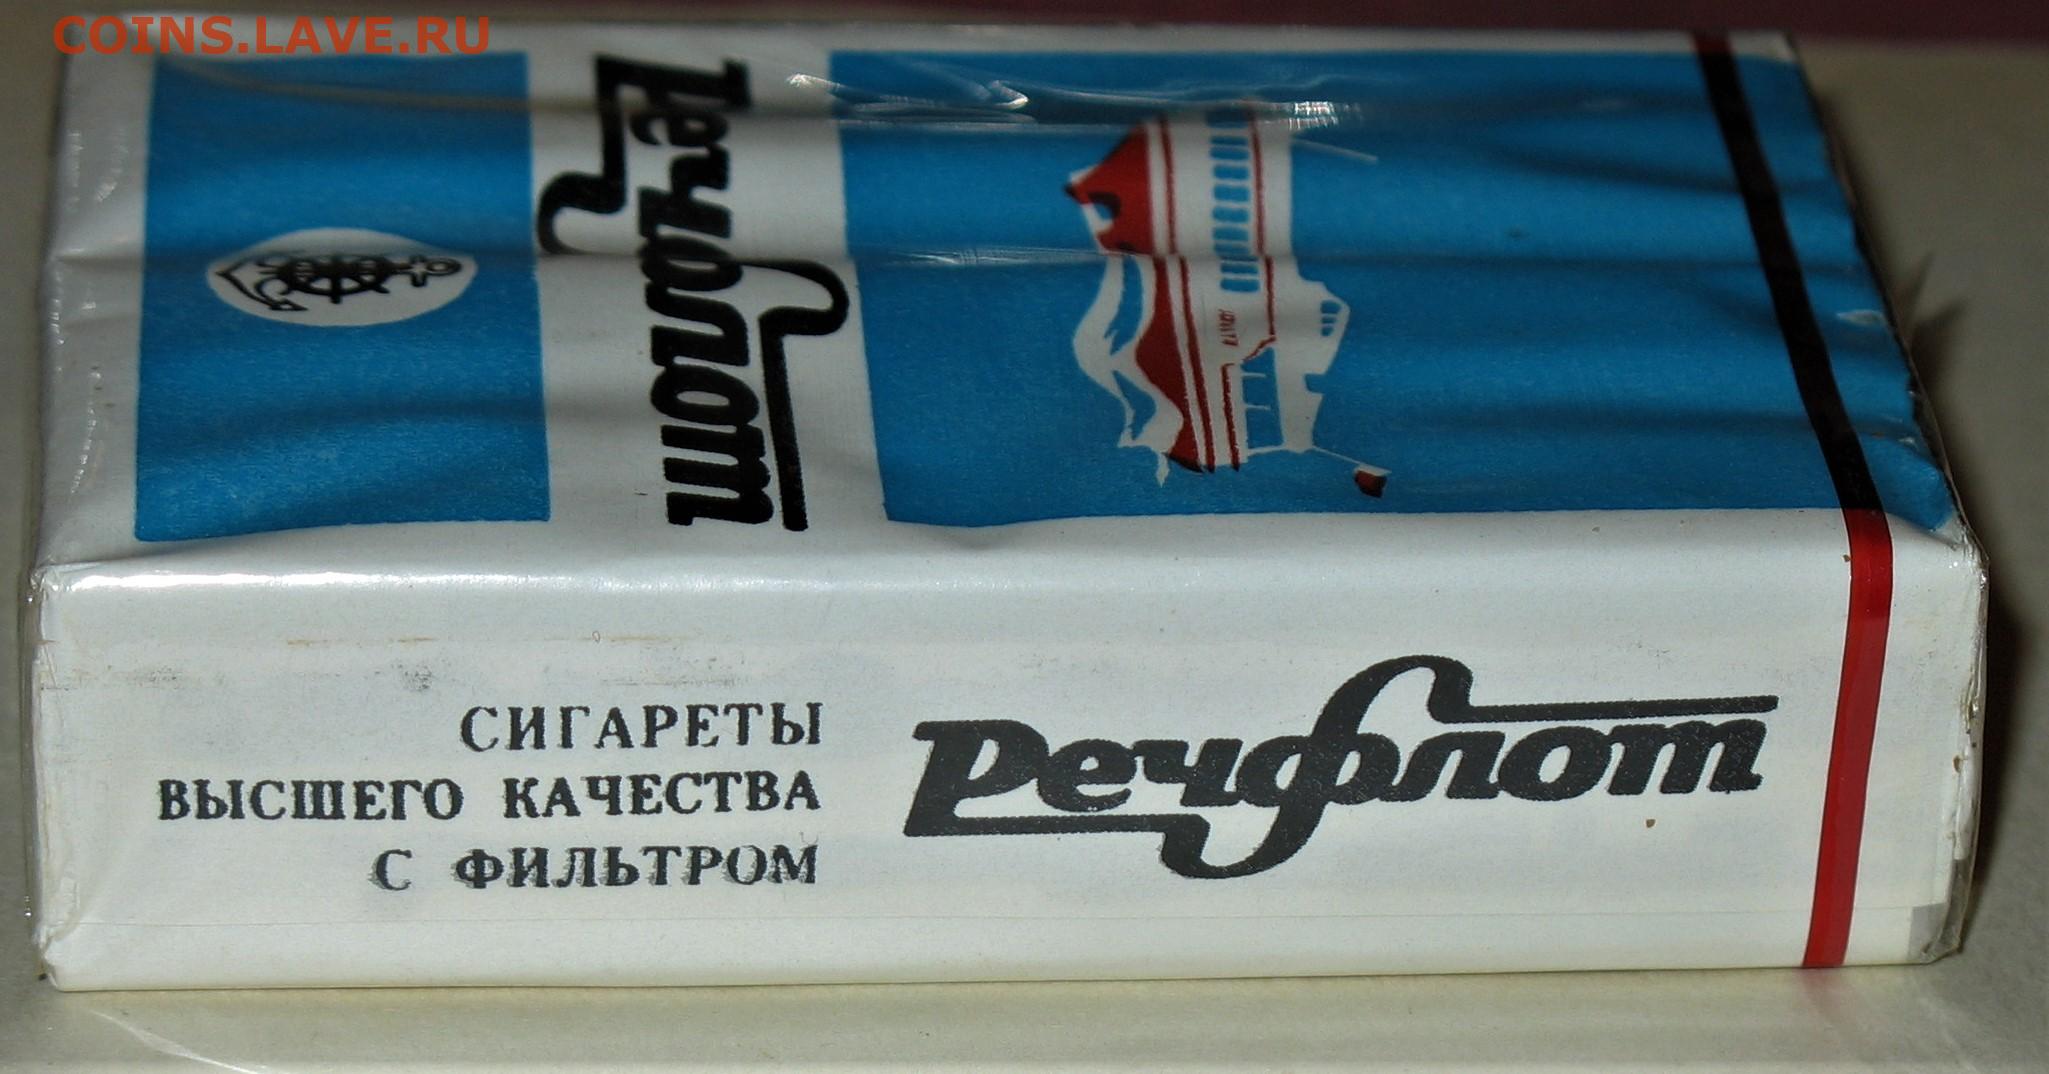 COINS.LAVE.RU
Речфлот
СИГАРЕТЫ
ВЫСШЕГО КАЧЕСТВА
С ФИЛЬТРОМ
Речфлот